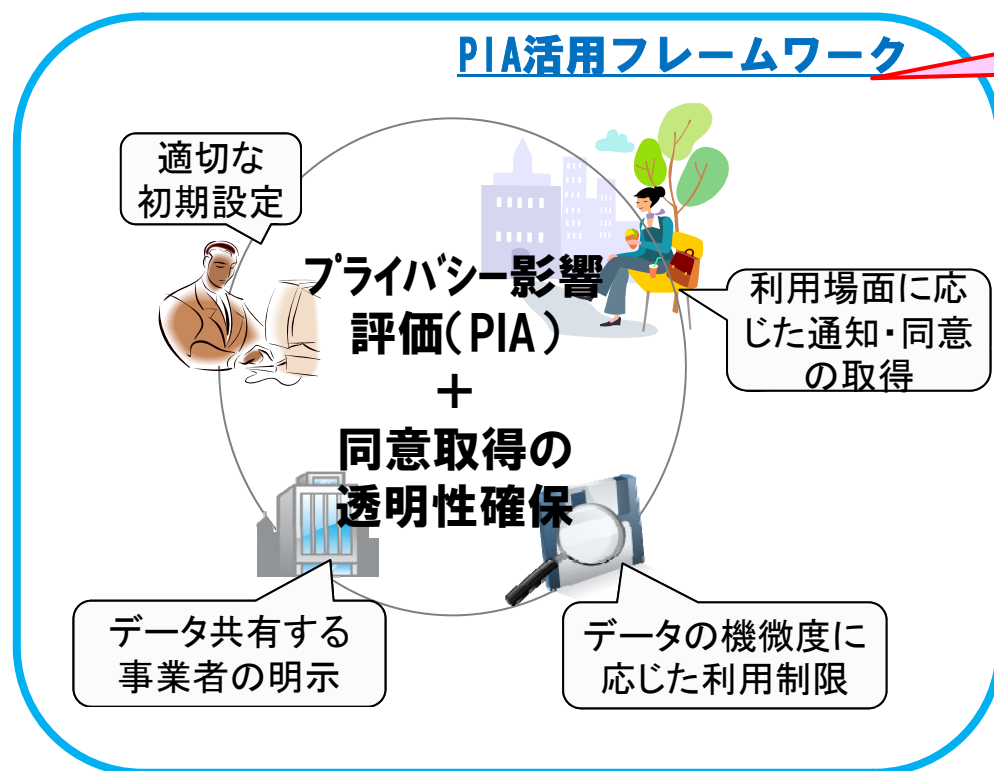 PIA活用フレームワーク
適切な
初期設定
プライバシー影響
評価(PIA)
+
同意取得の
透明性確保
利用場面に応
じた通知・同意
の取得
データ共有する
事業者の明示
データの機微度に
応じた利用制限